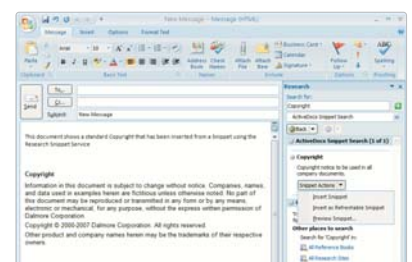 New Message - Message (HTML)
Message Insert Options Format Text
Paste
Address Book Check Names
Attach File Attach Item
Business Card
Calendar
Signature
Follow Up
Spelling
Clipboard Basic Text Names Include Options Proofing
Send
To...
Subject: New Message
This document shows a standard Copyright that has been inserted from a Snippet using the
Research Snippet Service
Copyright
Information in this document is subject to change without notice. Companies, names,
and data used in examples herein are fictitious unless otherwise noted. No part of
this document may be reproduced or transmitted in any form or by any means,
electronic or mechanical, for any purpose, without the express written permission of
Dalmore Corporation.
Copyright © 2000-2007 Dalmore Corporation. All rights reserved.
Other product and company names herein may be the trademarks of their respective
owners.
Research
Search for:
Copyright
ActiveDocs Snippet Search
Back
ActiveDocs Snippet Search (1 of 1)
Copyright
Copyright notice to be used in all
company documents.
Snippet Actions
Insert Snippet
Insert as Refreshable Snippet
Preview Snippet...
Other places to search
Search for 'Copyright' in:
All Reference Books
All Research Sites